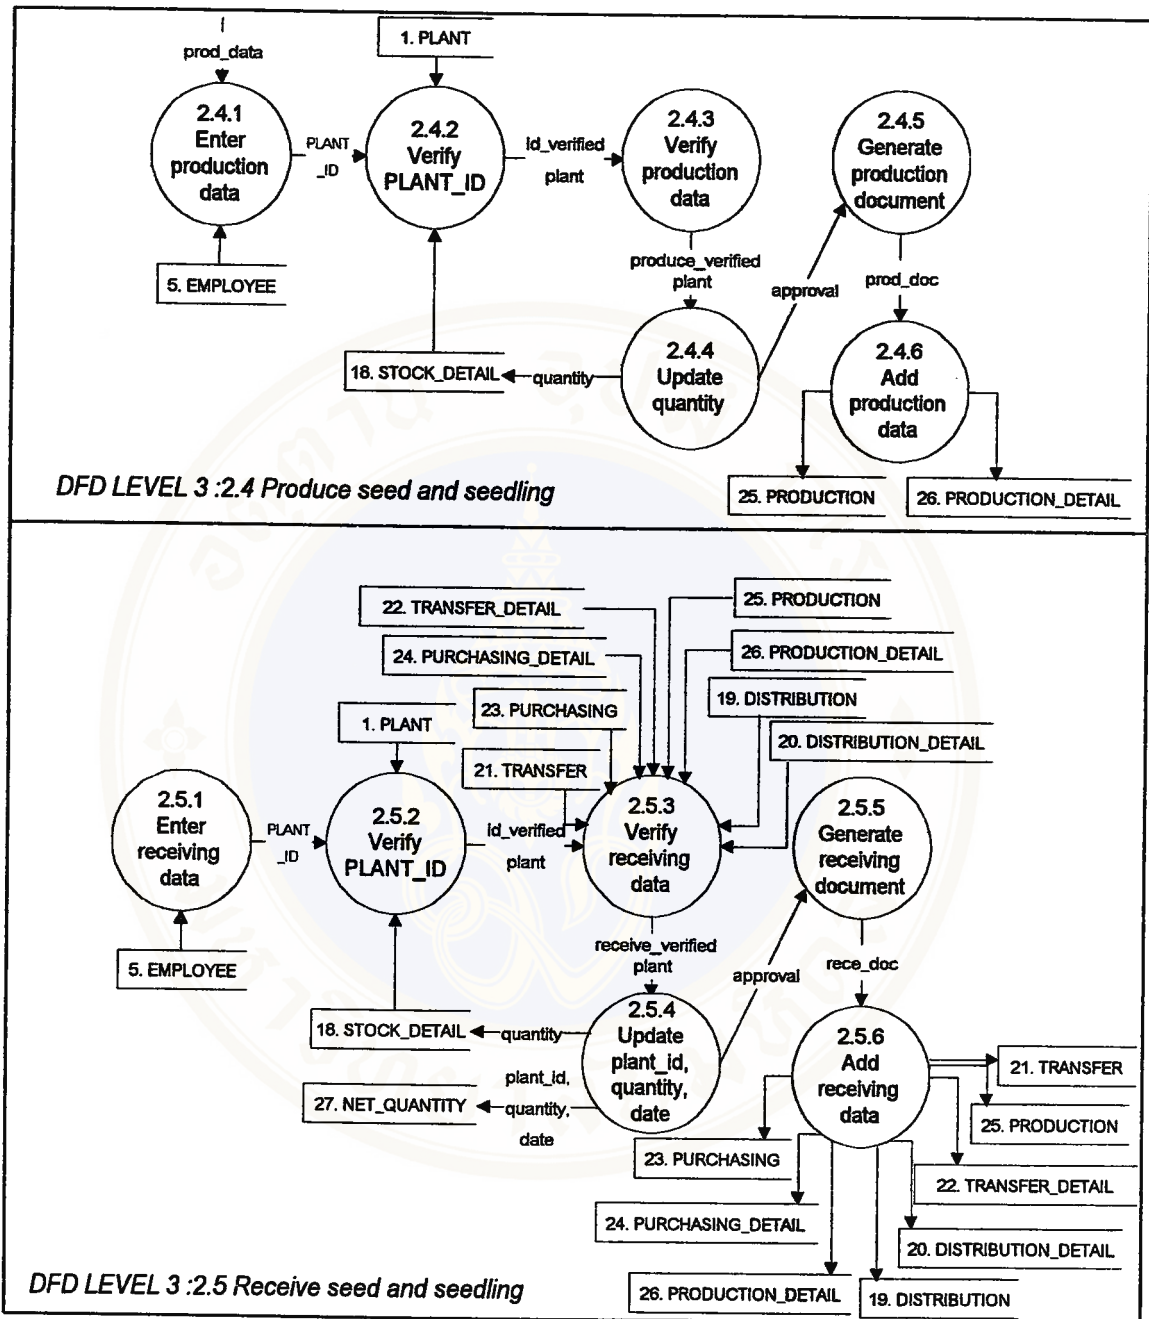 prod_data
1. PLANT
2.4.1
Enter
production
data
PLANT
_ID
2.4.2
Verify
PLANT_ID
id_verified
plant
2.4.3
Verify
production
data
2.4.5
Generate
production
document
5. EMPLOYEE
produce_verified
plant
approval
prod_doc
18. STOCK_DETAIL
quantity
2.4.4
Update
quantity
2.4.6
Add
production
data
25. PRODUCTION
26. PRODUCTION_DETAIL
DFD LEVEL 3 :2.4 Produce seed and seedling
22. TRANSFER_DETAIL
25. PRODUCTION
24. PURCHASING_DETAIL
26. PRODUCTION_DETAIL
23. PURCHASING
19. DISTRIBUTION
1. PLANT
20. DISTRIBUTION_DETAIL
21. TRANSFER
2.5.1
Enter
receiving
data
PLANT
_ID
2.5.2
Verify
PLANT_ID
id_verified
plant
2.5.3
Verify
receiving
data
2.5.5
Generate
receiving
document
5. EMPLOYEE
receive_verified
plant
approval
rece_doc
18. STOCK_DETAIL
quantity
2.5.4
Update
plant_id,
quantity,
date
27. NET_QUANTITY
plant_id,
quantity,
date
2.5.6
Add
receiving
data
21. TRANSFER
25. PRODUCTION
23. PURCHASING
22. TRANSFER_DETAIL
24. PURCHASING_DETAIL
20. DISTRIBUTION_DETAIL
26. PRODUCTION_DETAIL
19. DISTRIBUTION
DFD LEVEL 3 :2.5 Receive seed and seedling